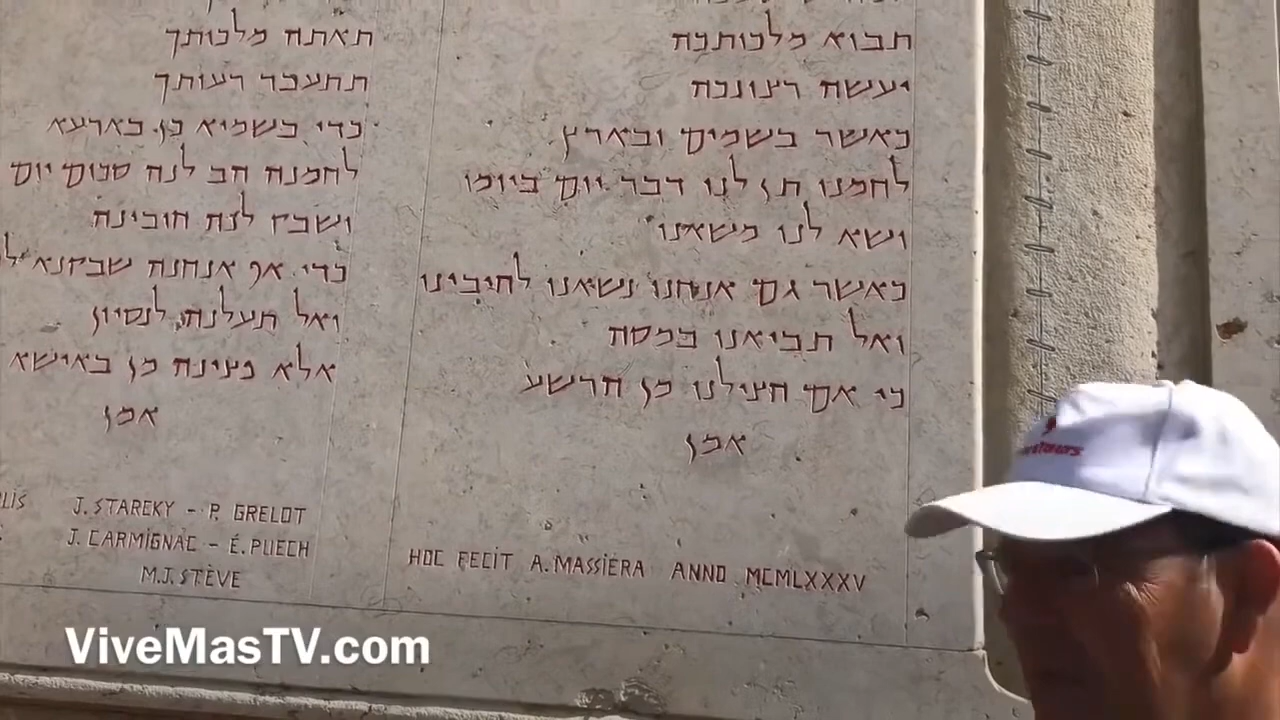 תבוא מלכותכה
יעשה רצונכה
כאשר בשמים ובארץ
לחמנו תן לנו דבר יום ביומו
ושא לנו משאנו
כאשר גם אנחנו נשאנו לחיבינו
ואל תביאנו במסה
כי אם הצילנו מן הרשע
אמן
HOC FECIT A. MASSIERA ANNO MCMLXXXV
תאתה מלכותך
תתעבד רעותך
כדי בשמיא כן בארעא
לחמנה הב לנה סכום יום
ושבק לנה חובינה
כדי אף אנחנה שבקנא
ואל תעלנה לנסיון
אלא פצינה מן באישא
אמן
J. STAREKY - P. GRELOT
J. CARMIGNAC - É. PUECH
M.J. STÈVE
ViveMasTV.com